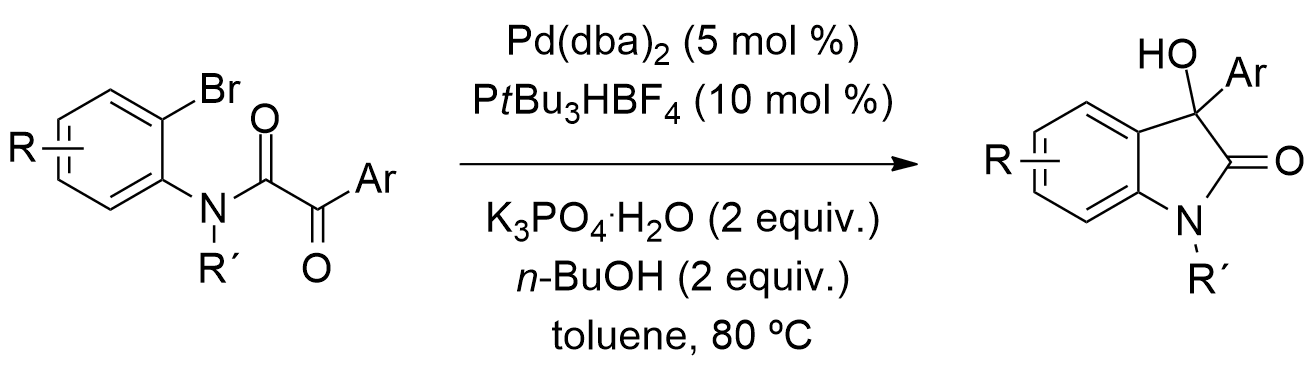 Pd(dba)₂ (5 mol %)
PtBu₃HBF₄ (10 mol %)
K₃PO₄·H₂O (2 equiv.)
n-BuOH (2 equiv.)
toluene, 80 ºC
Br
O
R
Ar
N
R´
O
HO
Ar
R
O
N
R´